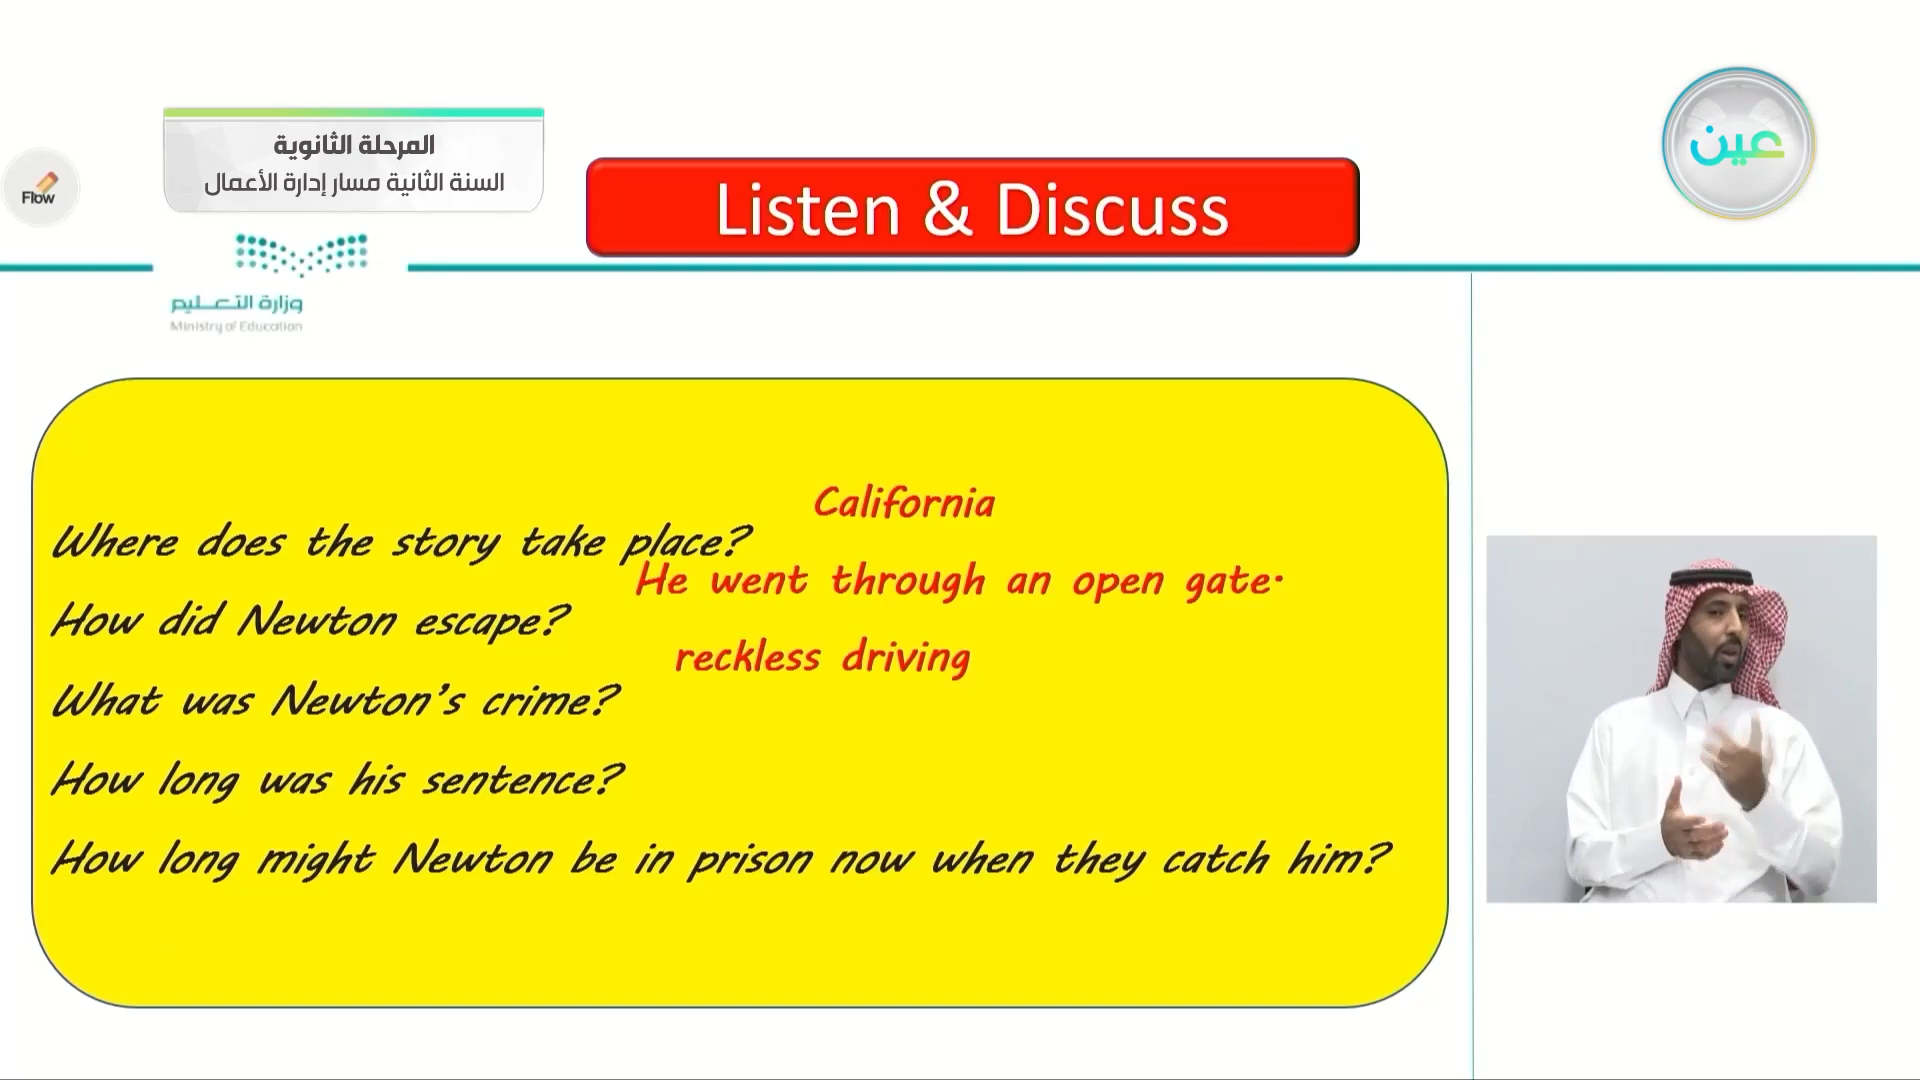 المرحلة الثانوية
السنة الثانية مسار إدارة الأعمال
عين
Flow
Listen & Discuss
وزارة التعليم
Ministry of Education
California
Where does the story take place?
He went through an open gate.
How did Newton escape?
reckless driving
What was Newton's crime?
How long was his sentence?
How long might Newton be in prison now when they catch him?